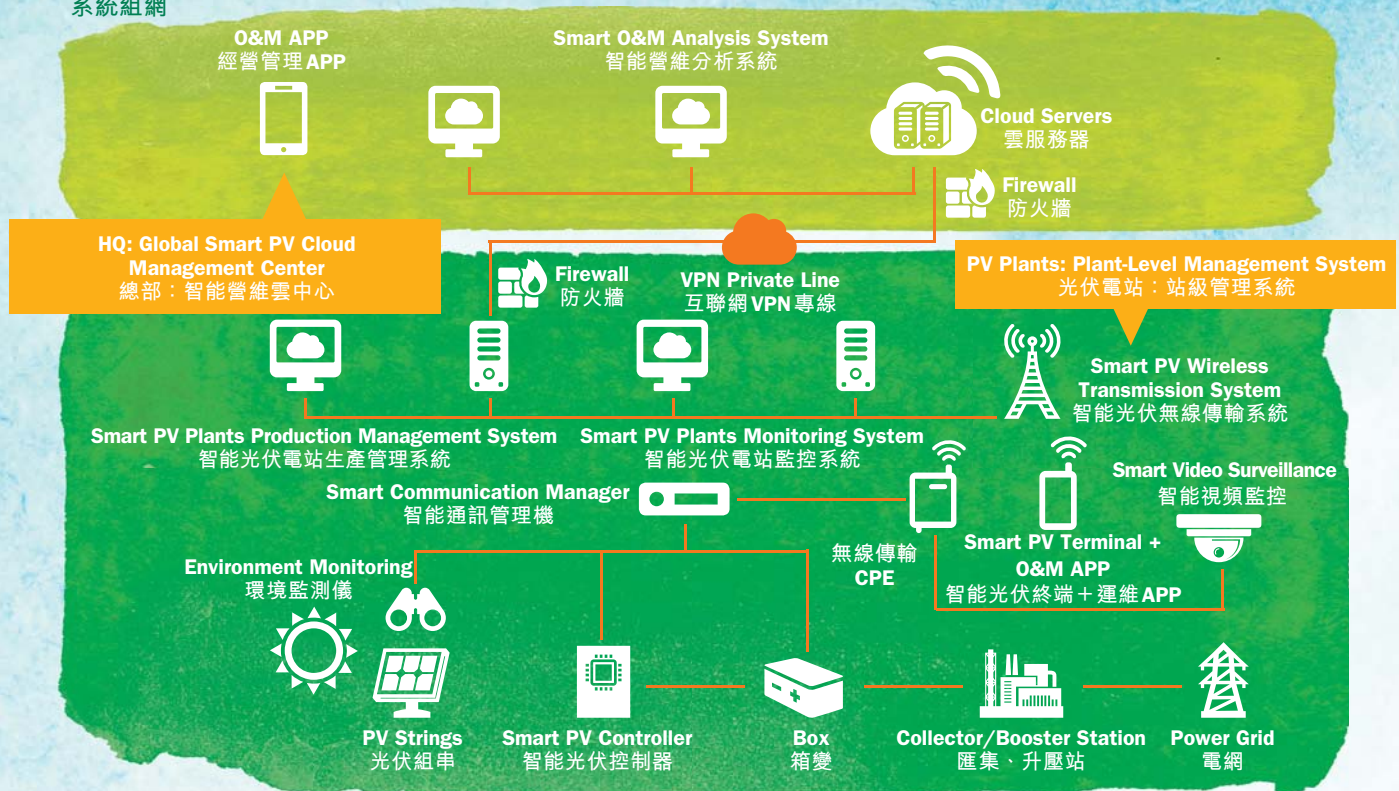 系統組網
O&M APP
經營管理APP
Smart O&M Analysis System
智能營維分析系統
Cloud Servers
雲服務器
Firewall
防火牆
HQ: Global Smart PV Cloud
Management Center
總部：智能營維雲中心
Firewall
防火牆
VPN Private Line
互聯網VPN專線
PV Plants: Plant-Level Management System
光伏電站：站級管理系統
Smart PV Wireless
Transmission System
智能光伏無線傳輸系統
Smart PV Plants Production Management System
智能光伏電站生產管理系統
Smart PV Plants Monitoring System
智能光伏電站監控系統
Smart Video Surveillance
智能視頻監控
Smart Communication Manager
智能通訊管理機
無線傳輸
CPE
Smart PV Terminal +
O&M APP
智能光伏終端＋運維APP
Environment Monitoring
環境監測儀
PV Strings
光伏組串
Smart PV Controller
智能光伏控制器
Box
箱變
Collector/Booster Station
匯集、升壓站
Power Grid
電網